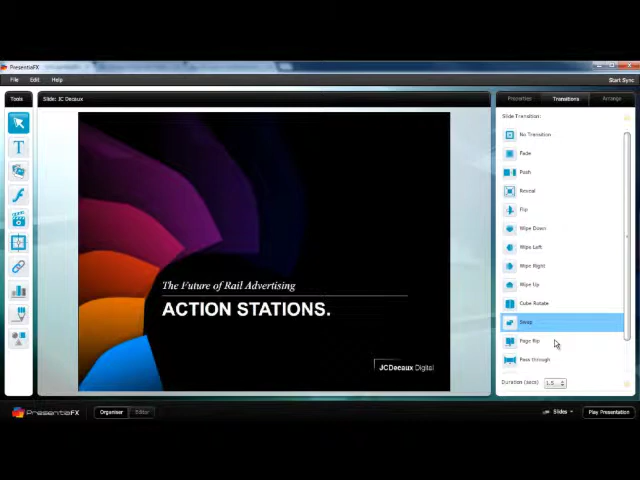 PresentiaFX
File Edit Help
Start Sync
Tools
Slide: JC Decaux
Properties Transitions Arrange
Slide Transition:
No Transition
Fade
Push
Reveal
Flip
Wipe Down
Wipe Left
Wipe Right
Wipe Up
Cube Rotate
Swap
Page Flip
Pass through
Duration (secs) 1.5
The Future of Rail Advertising
ACTION STATIONS.
JCDecaux Digital
PRESENTIAFX
Organiser Editor
Slides
Play Presentation